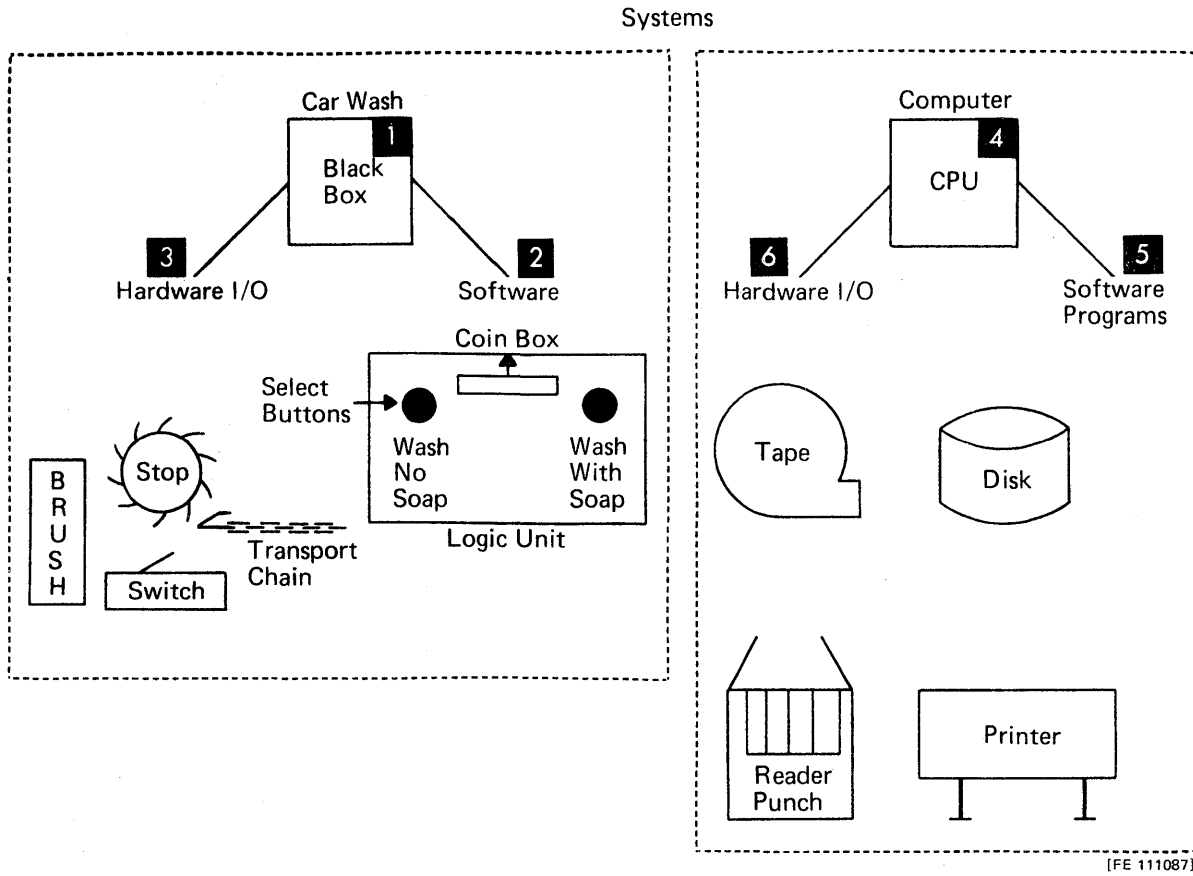 Systems
Car Wash
1
Black
Box
3
Hardware I/O
2
Software
Coin Box
Select
Buttons
Wash
No
Soap
Wash
With
Soap
Logic Unit
BRUSH
Stop
Transport
Chain
Switch
Computer
4
CPU
6
Hardware I/O
5
Software
Programs
Tape
Disk
Reader
Punch
Printer
[FE 111087]